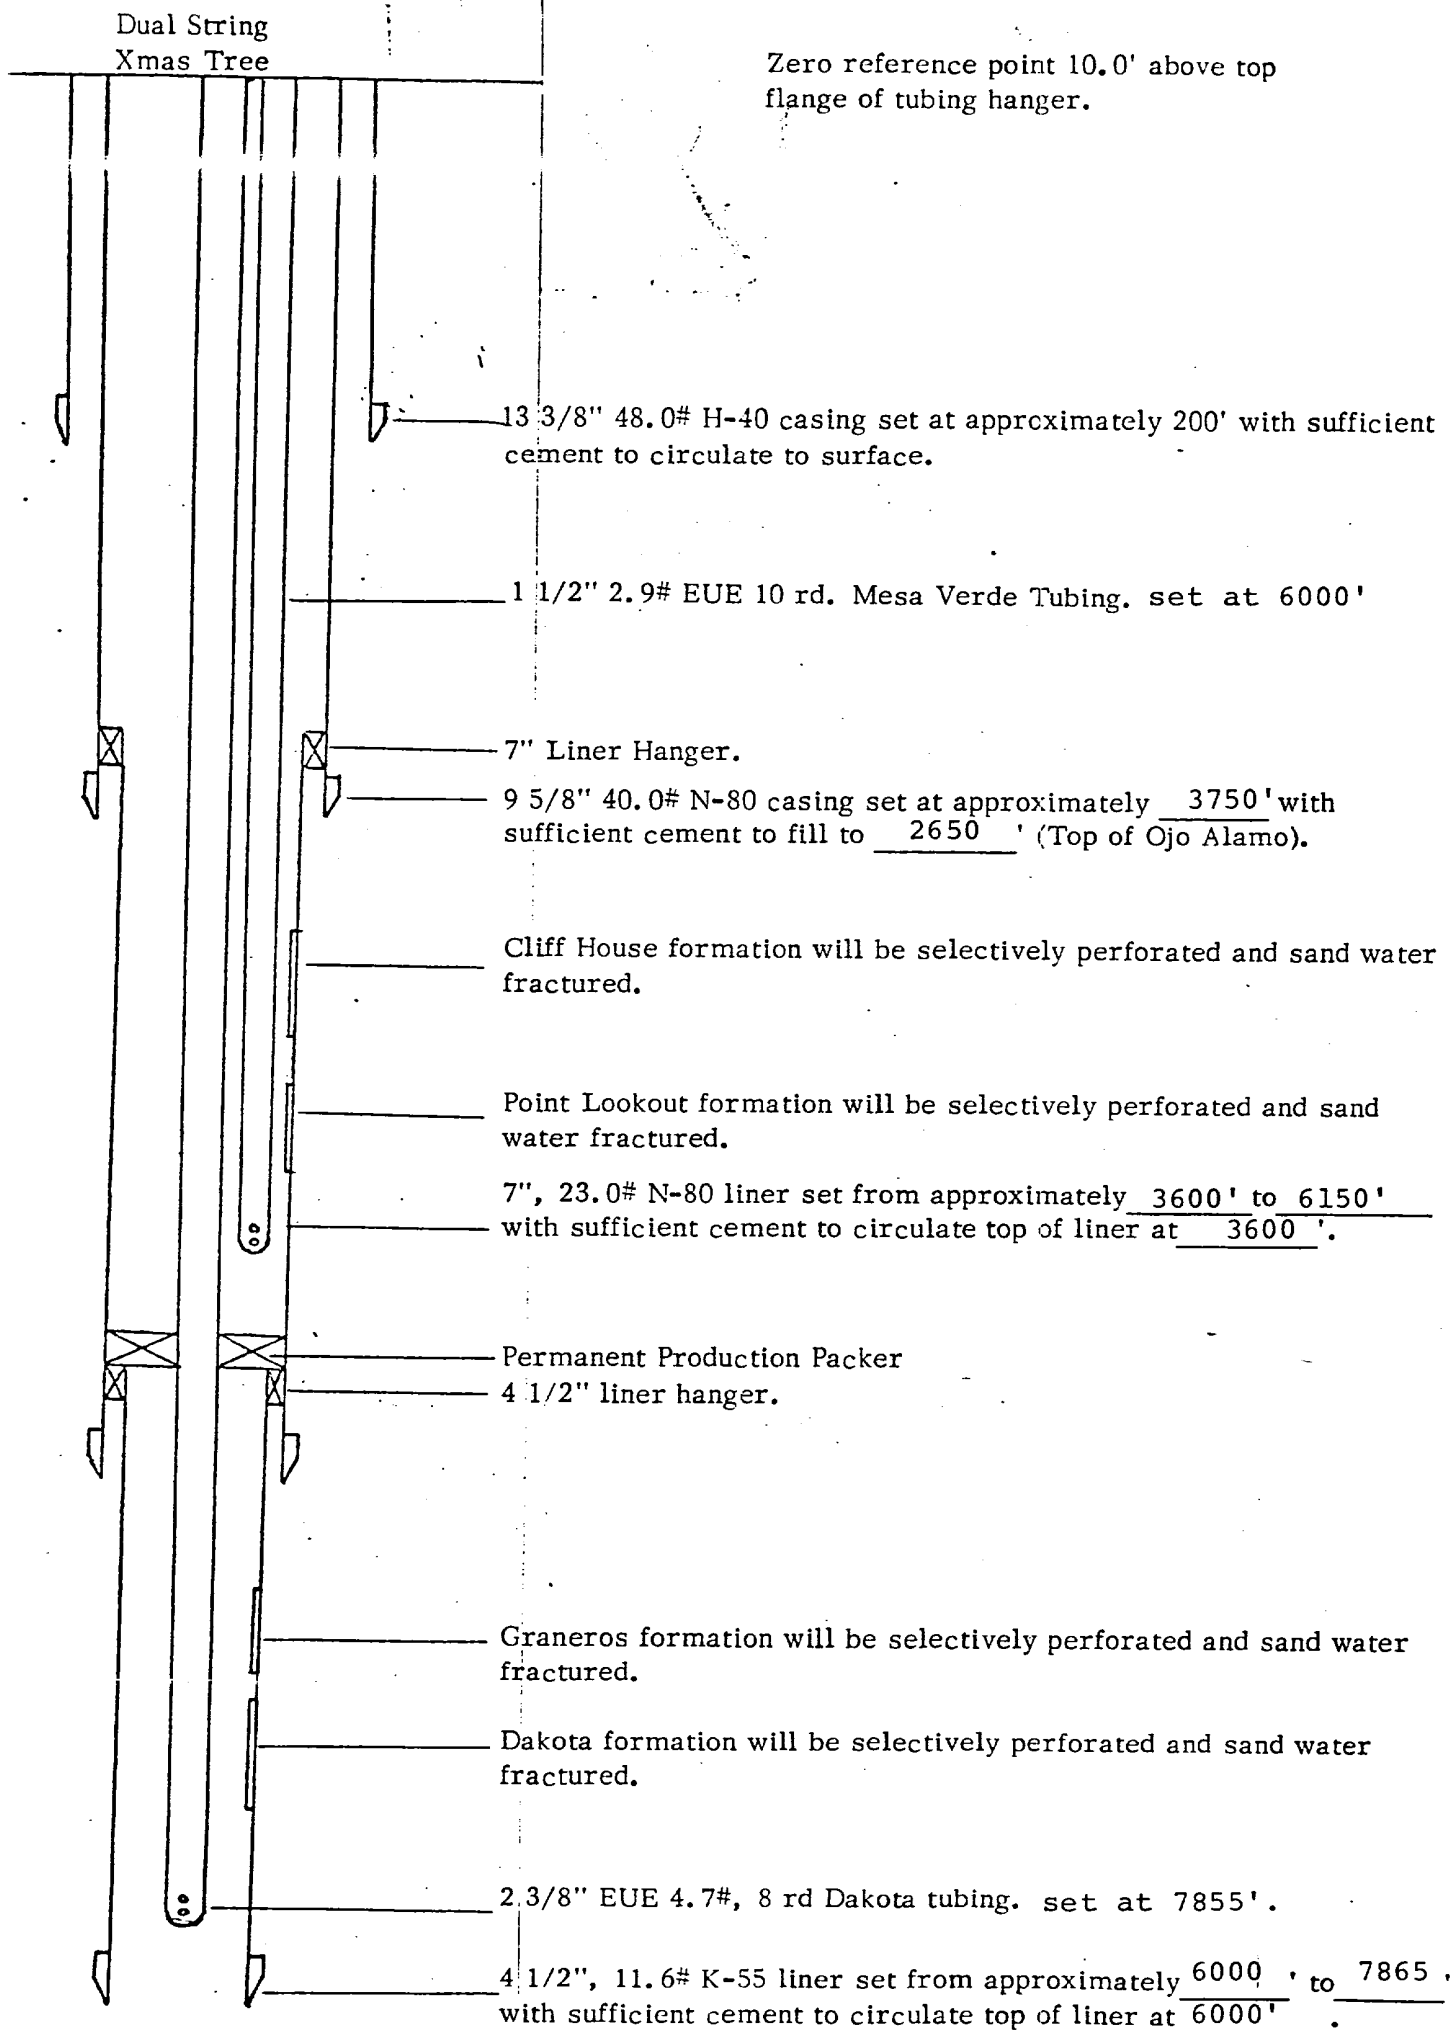 Dual String
Xmas Tree
Zero reference point 10.0' above top
flange of tubing hanger.
13 3/8" 48.0# H-40 casing set at approximately 200' with sufficient
cement to circulate to surface.
1 1/2" 2.9# EUE 10 rd. Mesa Verde Tubing. set at 6000'
7" Liner Hanger.
9 5/8" 40.0# N-80 casing set at approximately 3750' with
sufficient cement to fill to 2650 ' (Top of Ojo Alamo).
Cliff House formation will be selectively perforated and sand water
fractured.
Point Lookout formation will be selectively perforated and sand
water fractured.
7", 23.0# N-80 liner set from approximately 3600' to 6150'
with sufficient cement to circulate top of liner at 3600 '.
Permanent Production Packer
4 1/2" liner hanger.
Graneros formation will be selectively perforated and sand water
fractured.
Dakota formation will be selectively perforated and sand water
fractured.
2 3/8" EUE 4.7#, 8 rd Dakota tubing. set at 7855'.
4 1/2", 11.6# K-55 liner set from approximately 6000 ' to 7865 '
with sufficient cement to circulate top of liner at 6000' .